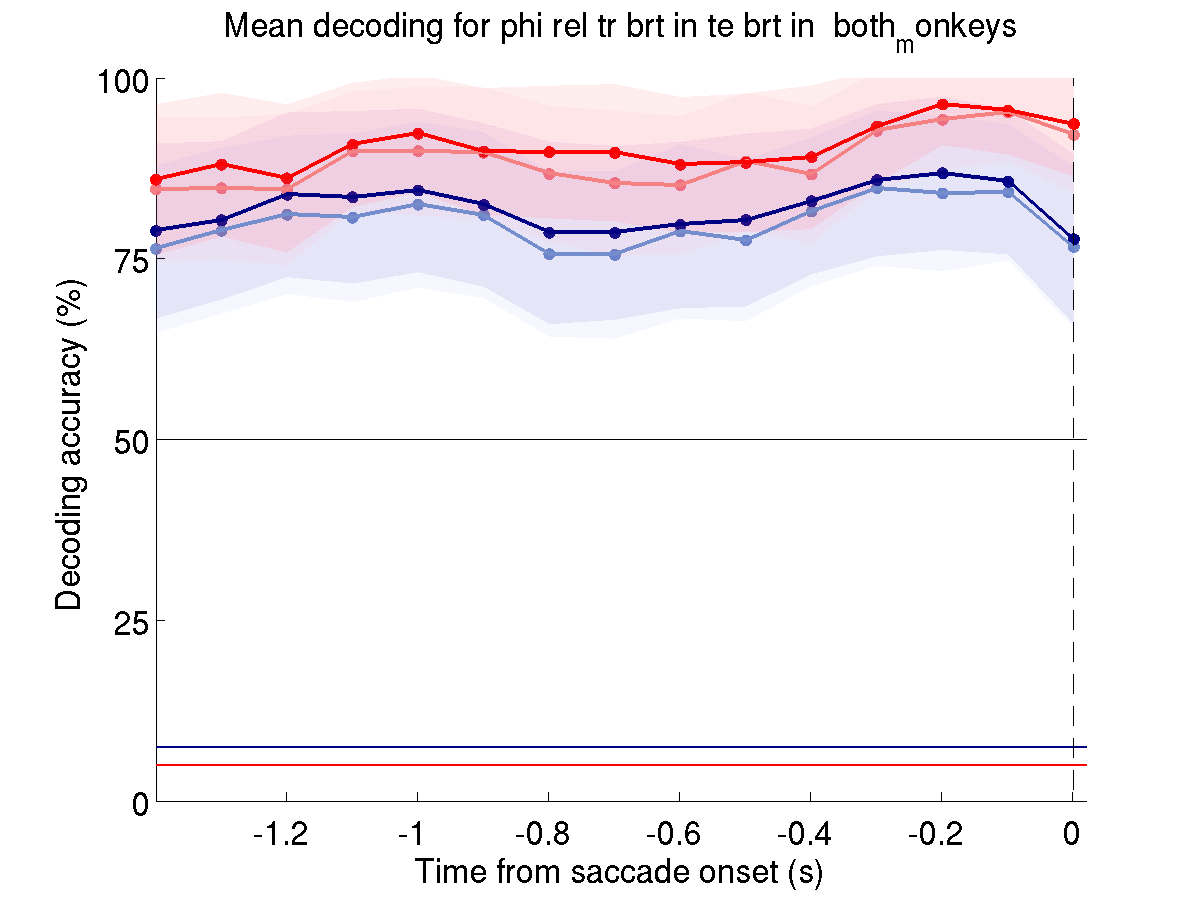 Mean decoding for phi rel tr brt in te brt in both_monkeys
100
75
50
25
0
Decoding accuracy (%)
-1.2 -1 -0.8 -0.6 -0.4 -0.2 0
Time from saccade onset (s)